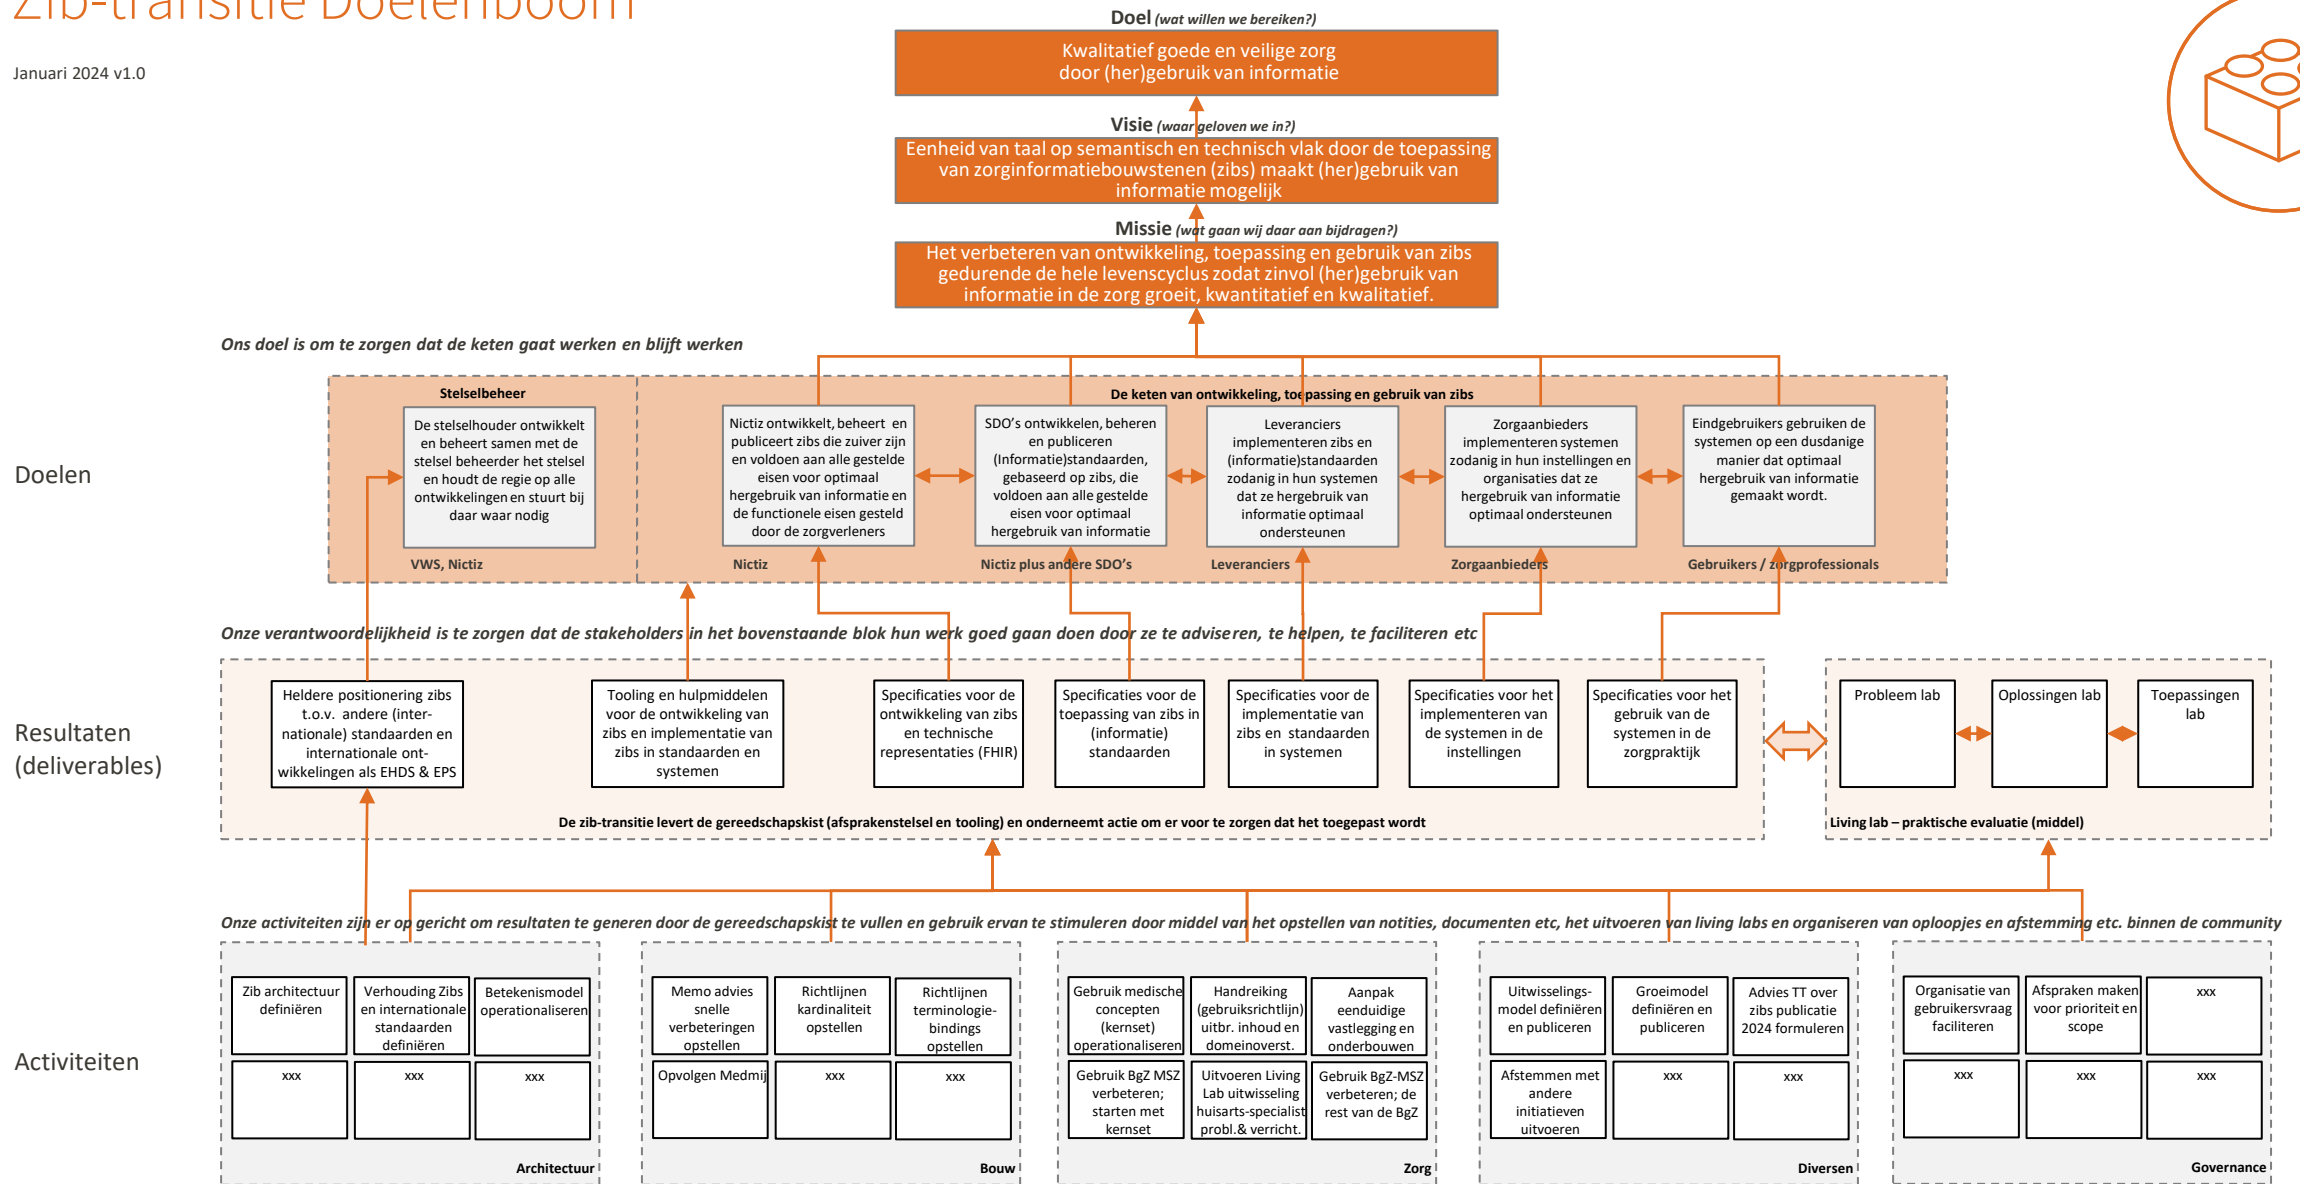 Zib-transitie Doelenboom
Januari 2024 v1.0
Doel (wat willen we bereiken?)
Kwalitatief goede en veilige zorg
door (her)gebruik van informatie
Visie (waar geloven we in?)
Eenheid van taal op semantisch en technisch vlak door de toepassing
van zorginformatiebouwstenen (zibs) maakt (her)gebruik van
informatie mogelijk
Missie (wat gaan wij daar aan bijdragen?)
Het verbeteren van ontwikkeling, toepassing en gebruik van zibs
gedurende de hele levenscyclus zodat zinvol (her)gebruik van
informatie in de zorg groeit, kwantitatief en kwalitatief.
Ons doel is om te zorgen dat de keten gaat werken en blijft werken
Doelen
Stelselbeheer
De stelselhouder ontwikkelt
en beheert samen met de
stelsel beheerder het stelsel
en houdt de regie op alle
ontwikkelingen en stuurt bij
daar waar nodig
VWS, Nictiz
De keten van ontwikkeling, toepassing en gebruik van zibs
Nictiz ontwikkelt, beheert en
publiceert zibs die zuiver zijn
en voldoen aan alle gestelde
eisen voor optimaal
hergebruik van informatie en
de functionele eisen gesteld
door de zorgverleners
Nictiz
SDO's ontwikkelen, beheren
en publiceren
(Informatie)standaarden,
gebaseerd op zibs, die
voldoen aan alle gestelde
eisen voor optimaal
hergebruik van informatie
Nictiz plus andere SDO's
Leveranciers
implementeren zibs en
(informatie)standaarden
zodanig in hun systemen
dat ze hergebruik van
informatie optimaal
ondersteunen
Leveranciers
Zorgaanbieders
implementeren systemen
zodanig in hun instellingen en
organisaties dat ze
hergebruik van informatie
optimaal ondersteunen
Zorgaanbieders
Eindgebruikers gebruiken de
systemen op een dusdanige
manier dat optimaal
hergebruik van informatie
gemaakt wordt.
Gebruikers / zorgprofessionals
Onze verantwoordelijkheid is te zorgen dat de stakeholders in het bovenstaande blok hun werk goed gaan doen door ze te adviseren, te helpen, te faciliteren etc
Resultaten
(deliverables)
Heldere positionering zibs
t.o.v. andere (inter-
nationale) standaarden en
internationale ont-
wikkelingen als EHDS & EPS
Tooling en hulpmiddelen
voor de ontwikkeling van
zibs en implementatie van
zibs in standaarden en
systemen
Specificaties voor de
ontwikkeling van zibs
en technische
representaties (FHIR)
Specificaties voor de
toepassing van zibs in
(informatie)
standaarden
Specificaties voor de
implementatie van
zibs en standaarden
in systemen
Specificaties voor het
implementeren van
de systemen in de
instellingen
Specificaties voor het
gebruik van de
systemen in de
zorgpraktijk
De zib-transitie levert de gereedschapskist (afsprakenstelsel en tooling) en onderneemt actie om er voor te zorgen dat het toegepast wordt
Probleem lab
Oplossingen lab
Toepassingen
lab
Living lab – praktische evaluatie (middel)
Onze activiteiten zijn er op gericht om resultaten te generen door de gereedschapskist te vullen en gebruik ervan te stimuleren door middel van het opstellen van notities, documenten etc, het uitvoeren van living labs en organiseren van oploopjes en afstemming etc. binnen de community
Activiteiten
Zib architectuur
definiëren
Verhouding Zibs
en internationale
standaarden
definiëren
Betekenismodel
operationaliseren
xxx
xxx
xxx
Architectuur
Memo advies
snelle
verbeteringen
opstellen
Richtlijnen
kardinaliteit
opstellen
Richtlijnen
terminologie-
bindings
opstellen
Opvolgen Medmij
xxx
xxx
Bouw
Gebruik medische
concepten
(kernset)
operationaliseren
Handreiking
(gebruiksrichtlijn)
uitbr. inhoud en
domeinoverst.
Aanpak
eenduidige
vastlegging en
onderbouwen
Gebruik BgZ MSZ
verbeteren;
starten met
kernset
Uitvoeren Living
Lab uitwisseling
huisarts-specialist
probl.& verricht.
Gebruik BgZ-MSZ
verbeteren; de
rest van de BgZ
Zorg
Uitwisselings-
model definiëren
en publiceren
Groeimodel
definiëren en
publiceren
Advies TT over
zibs publicatie
2024 formuleren
Afstemmen met
andere
initiatieven
uitvoeren
xxx
xxx
Diversen
Organisatie van
gebruikersvraag
faciliteren
Afspraken maken
voor prioriteit en
scope
xxx
xxx
xxx
xxx
Governance